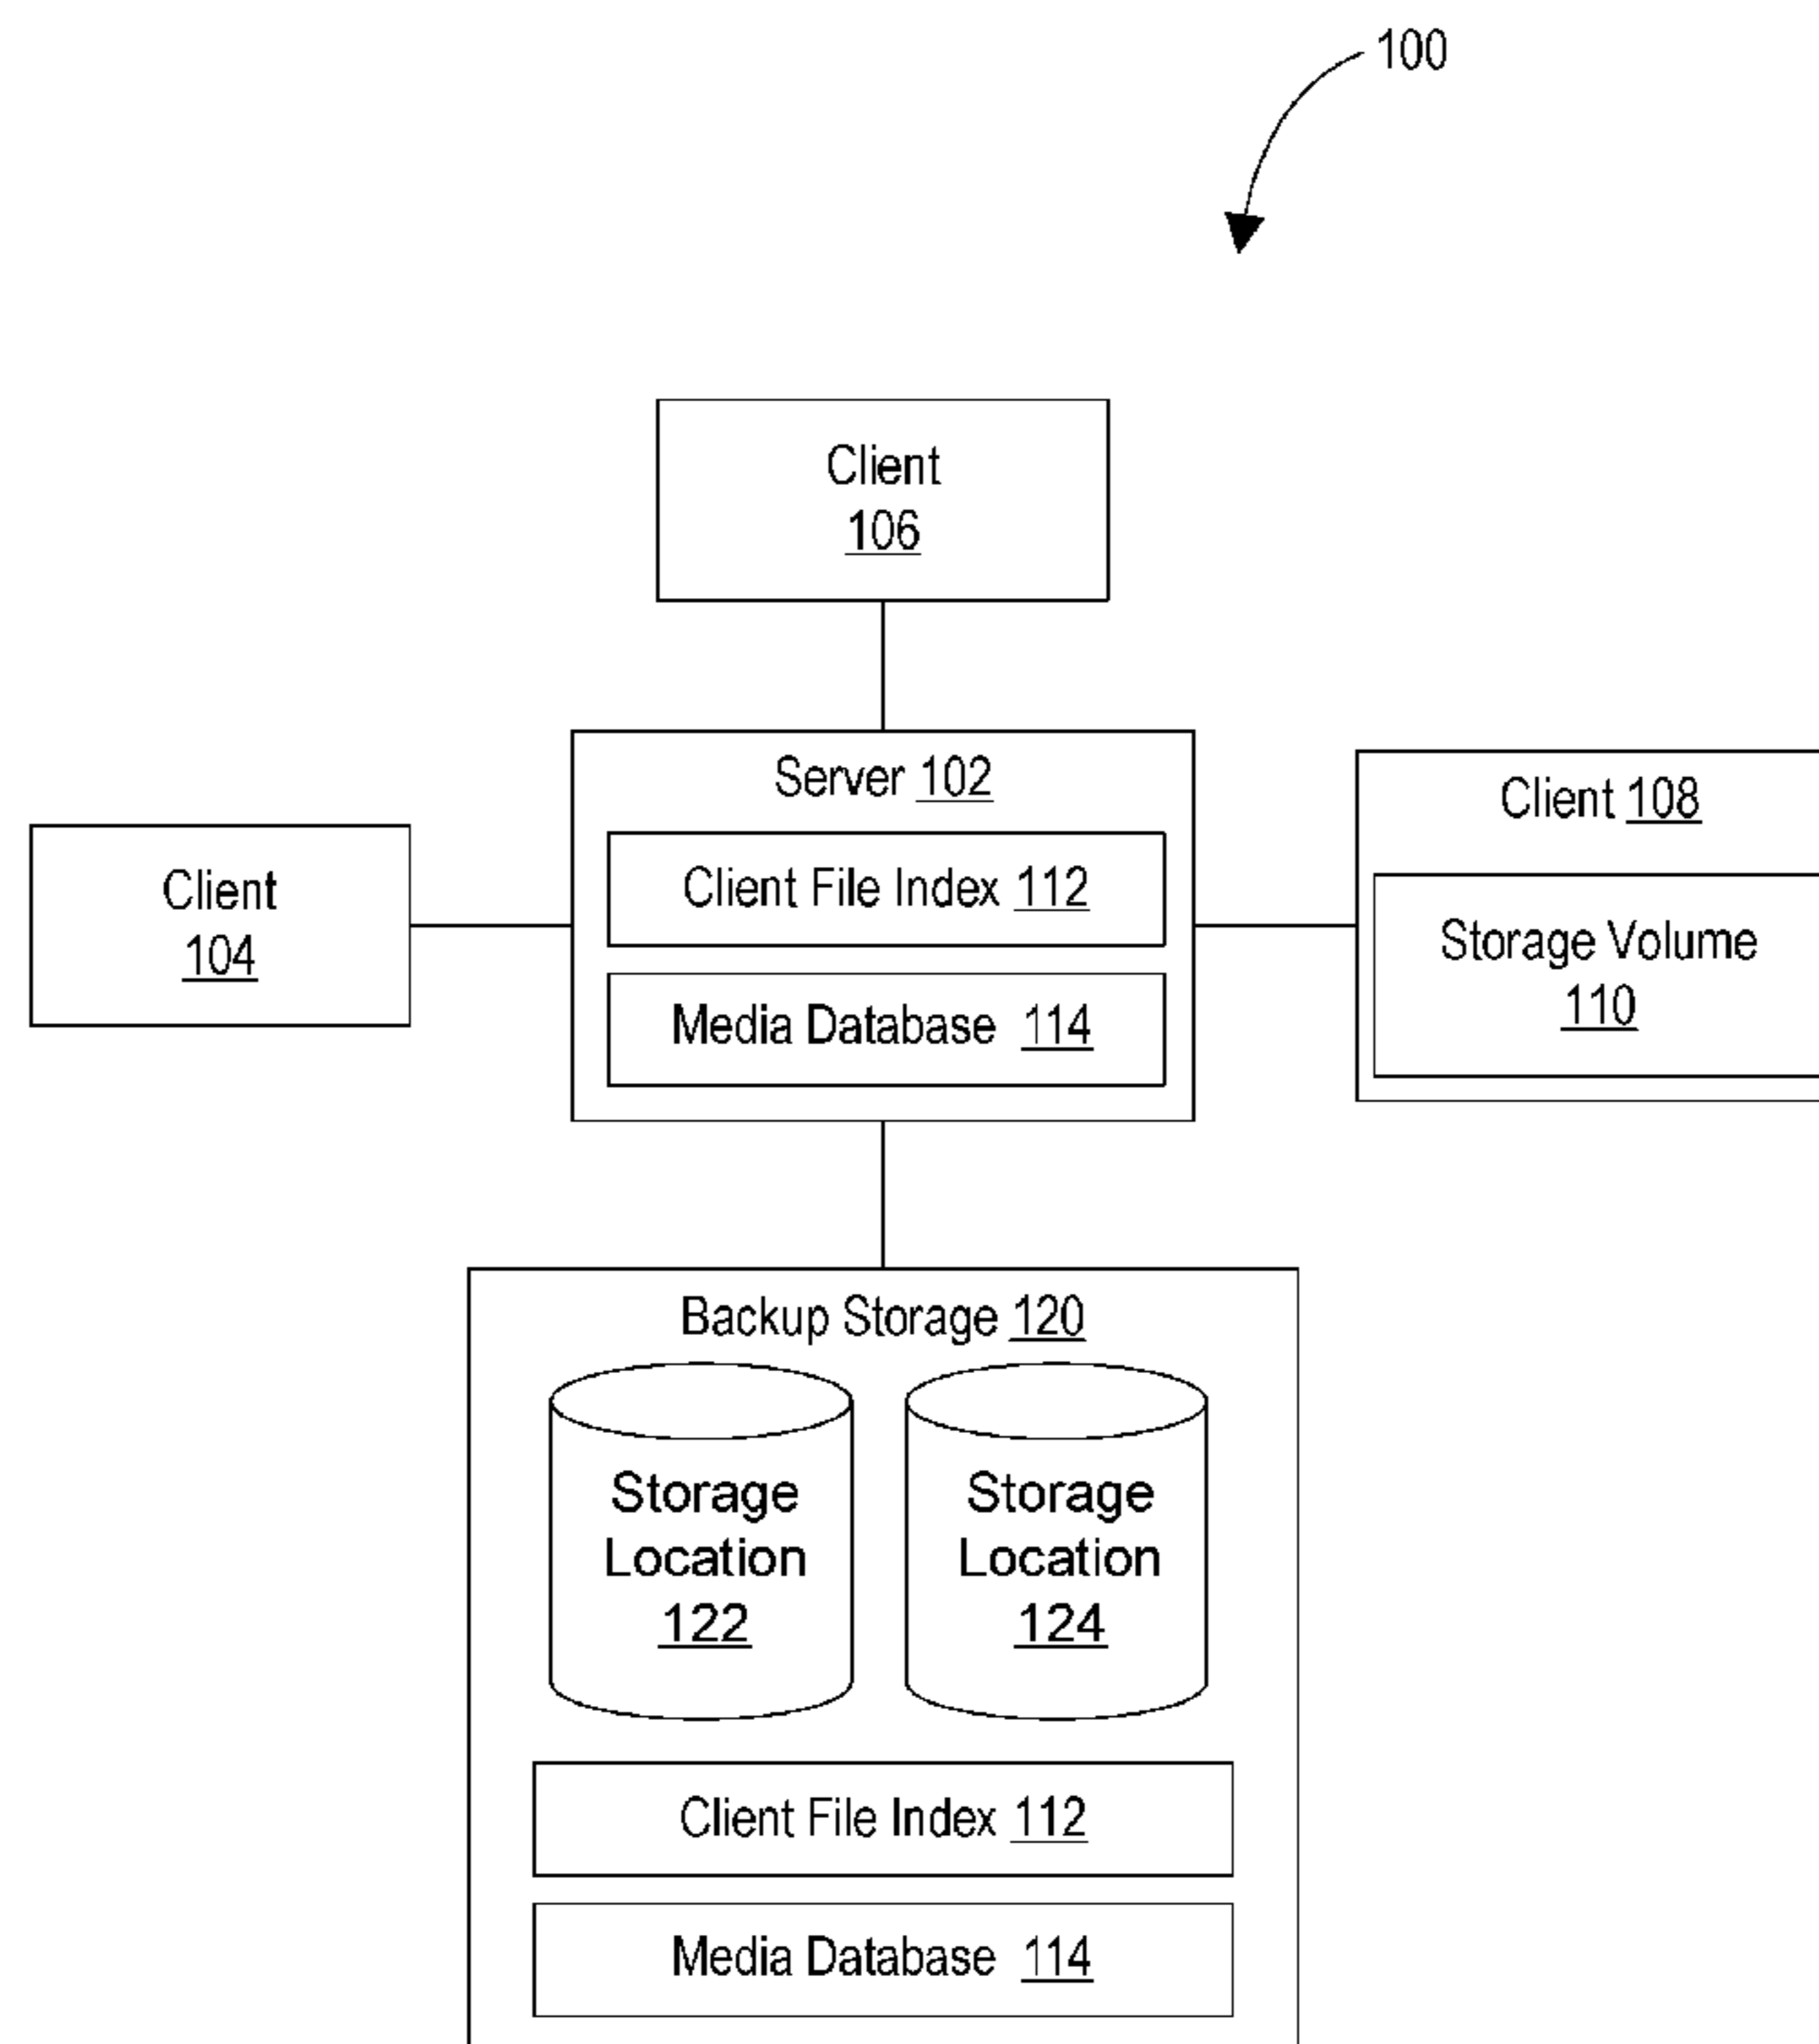 100
Client
106
Server 102
Client File Index 112
Media Database 114
Client
104
Client 108
Storage Volume
110
Backup Storage 120
Storage
Location
122
Storage
Location
124
Client File Index 112
Media Database 114